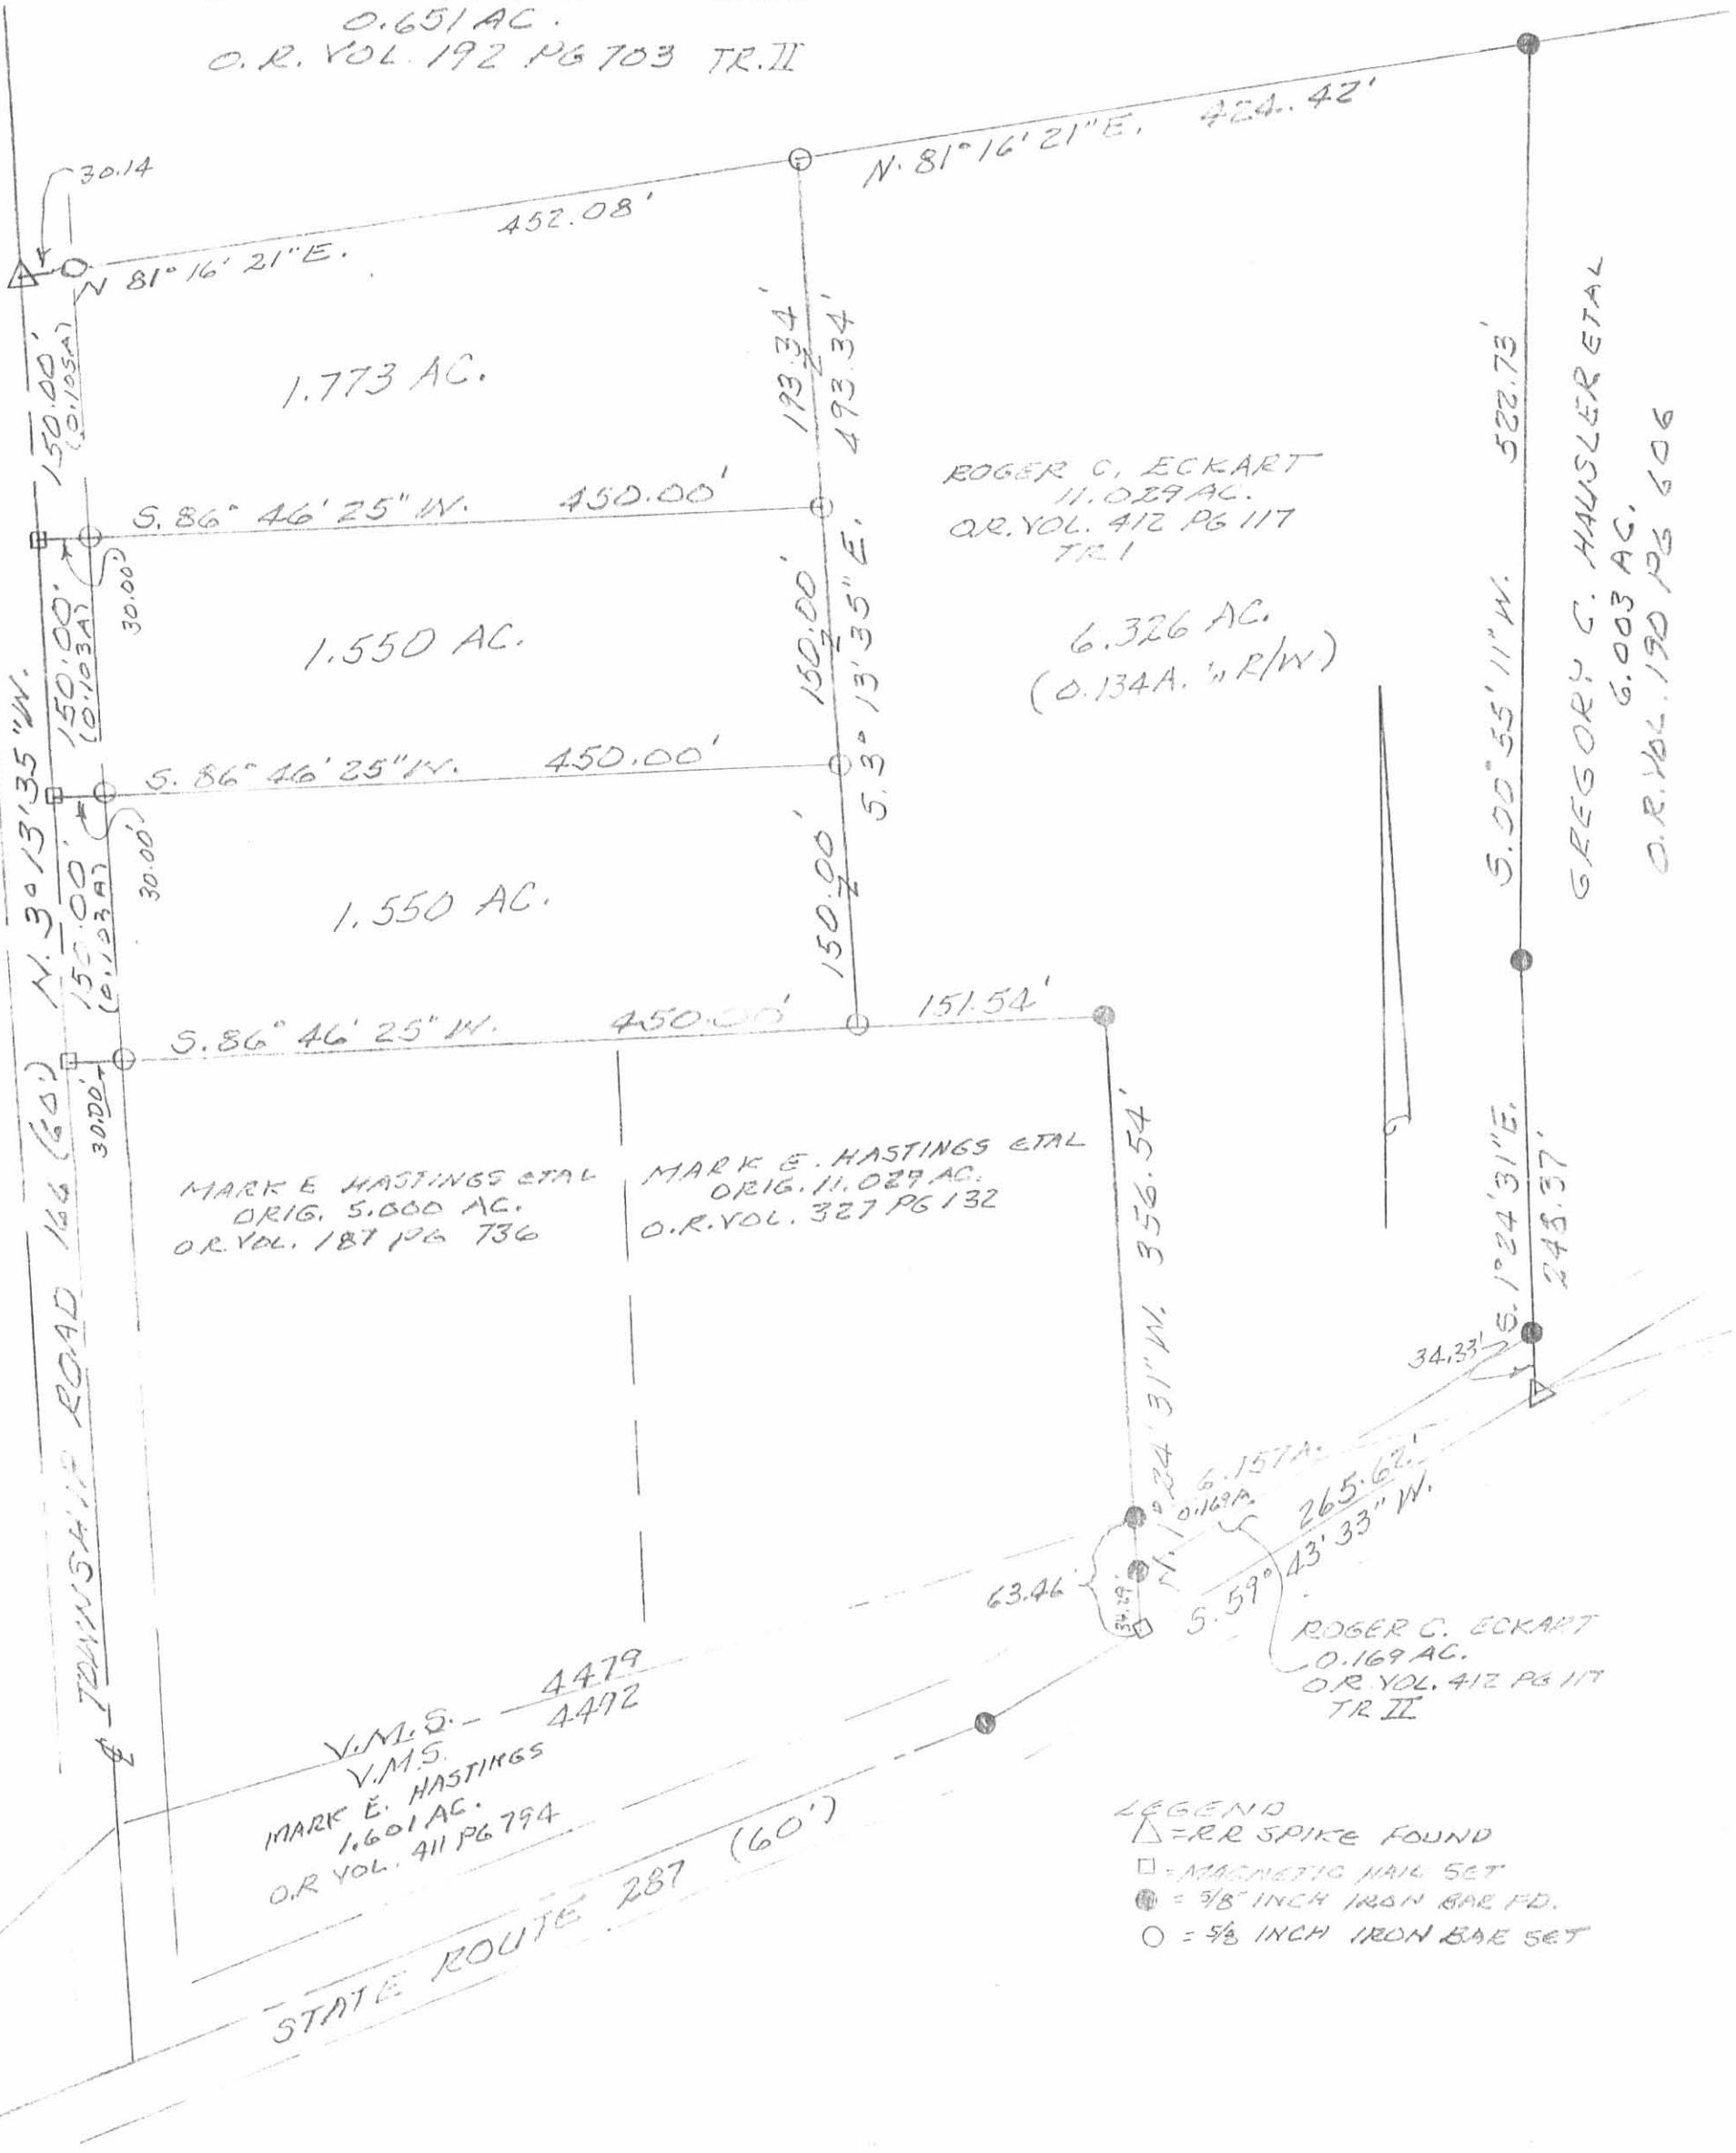 0.651 AC.
O.R. VOL. 192 PG 703 TR. II
30.14
N 81° 16' 21" E.
452.08'
N. 81° 16' 21" E. 424.42'
150.00'
(0.105A)
1.773 AC.
193.34'
493.34'
522.73'
S. 00° 55' 11" W.
GREGORY C. HAUSLER ETAL
6.003 AC.
O.R. VOL. 190 PG 606
S. 86° 46' 25" W. 450.00'
30.00'
ROGER C. ECKART
11.029 AC.
O.R. VOL. 412 PG 117
TR I
6.326 AC.
(0.134A. in R/W)
150.00'
(0.103A)
1.550 AC.
150.00'
S. 3° 13' 35" E.
N. 3° 13' 35" W.
S. 86° 46' 25" W. 450.00'
30.00'
150.00'
(0.103A)
1.550 AC.
150.00'
S. 86° 46' 25" W. 450.00'
151.54'
30.00'
TOWNSHIP ROAD 166 (60')
MARK E HASTINGS ETAL
ORIG. 5.000 AC.
O.R. VOL. 187 PG 736
MARK E. HASTINGS ETAL
ORIG. 11.029 AC.
O.R. VOL. 327 PG 132
N. 1° 24' 31" W. 356.54'
S. 1° 24' 31" E.
243.37'
34.33'
6.157A.
0.169A.
265.62'
S. 59° 43' 33" W.
63.46'
34.29'
ROGER C. ECKART
0.169 AC.
O.R. VOL. 412 PG 117
TR II
V.M.S. 4479
V.M.S. 4492
MARK E. HASTINGS
1.601 AC.
O.R VOL. 411 PG 794
STATE ROUTE 287 (60')
LEGEND
△ = RR SPIKE FOUND
□ = MAGNETIC NAIL SET
● = 5/8 INCH IRON BAR FD.
○ = 5/8 INCH IRON BAR SET